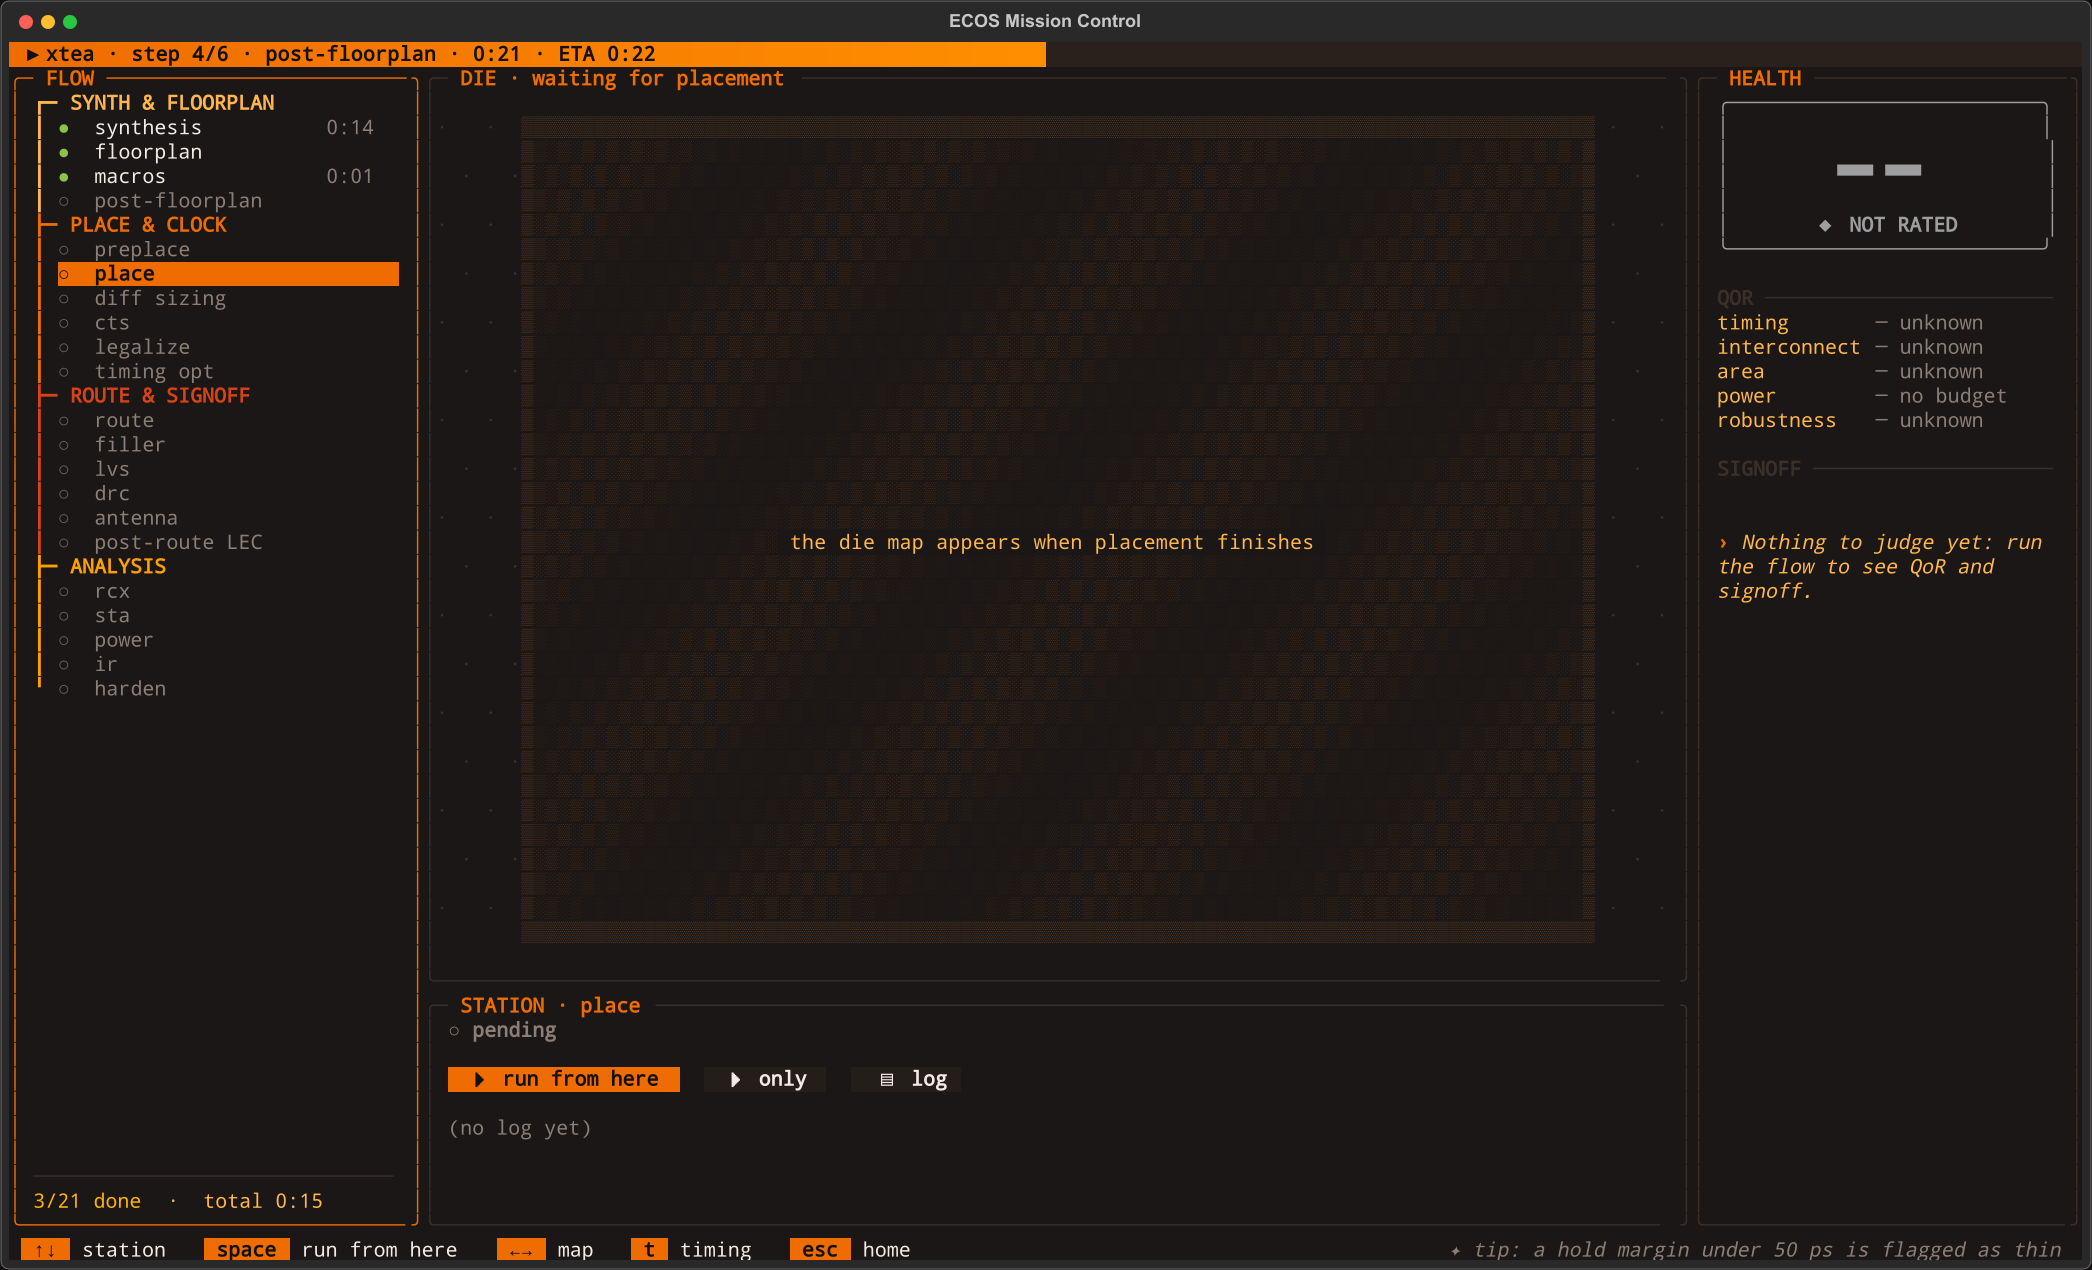 ECOS Mission Control
▶ xtea · step 4/6 · post-floorplan · 0:21 · ETA 0:22
FLOW
SYNTH & FLOORPLAN
● synthesis 0:14
● floorplan
● macros 0:01
○ post-floorplan
PLACE & CLOCK
○ preplace
○ place
○ diff sizing
○ cts
○ legalize
○ timing opt
ROUTE & SIGNOFF
○ route
○ filler
○ lvs
○ drc
○ antenna
○ post-route LEC
ANALYSIS
○ rcx
○ sta
○ power
○ ir
○ harden
3/21 done · total 0:15
DIE · waiting for placement
the die map appears when placement finishes
STATION · place
○ pending
▶ run from here ▶ only ▤ log
(no log yet)
HEALTH
——
◆ NOT RATED
QOR
timing — unknown
interconnect — unknown
area — unknown
power — no budget
robustness — unknown
SIGNOFF
› Nothing to judge yet: run
the flow to see QoR and
signoff.
↑↓ station space run from here ←→ map t timing esc home
✦ tip: a hold margin under 50 ps is flagged as thin